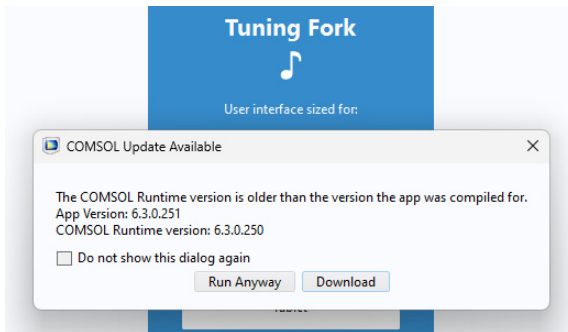 Tuning Fork
User interface sized for:
COMSOL Update Available
The COMSOL Runtime version is older than the version the app was compiled for.
App Version: 6.3.0.251
COMSOL Runtime version: 6.3.0.250
Do not show this dialog again
Run Anyway Download
Tablet